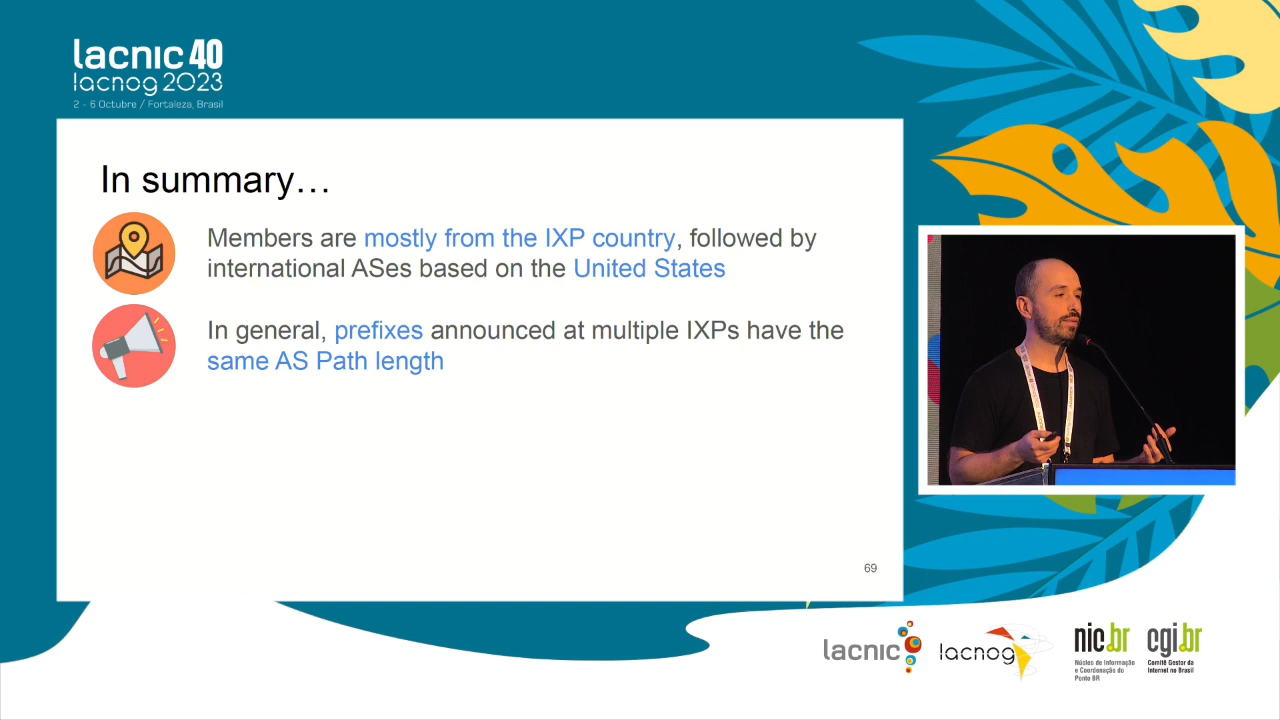 lacnic 40
lacnog 2023
2 - 6 Octubre / Fortaleza, Brasil
In summary…
Members are mostly from the IXP country, followed by
international ASes based on the United States
In general, prefixes announced at multiple IXPs have the
same AS Path length
69
lacnic
lacnog
nic.br
Núcleo de Informação
e Coordenação do
Ponto BR
cgi.br
Comitê Gestor da
Internet no Brasil